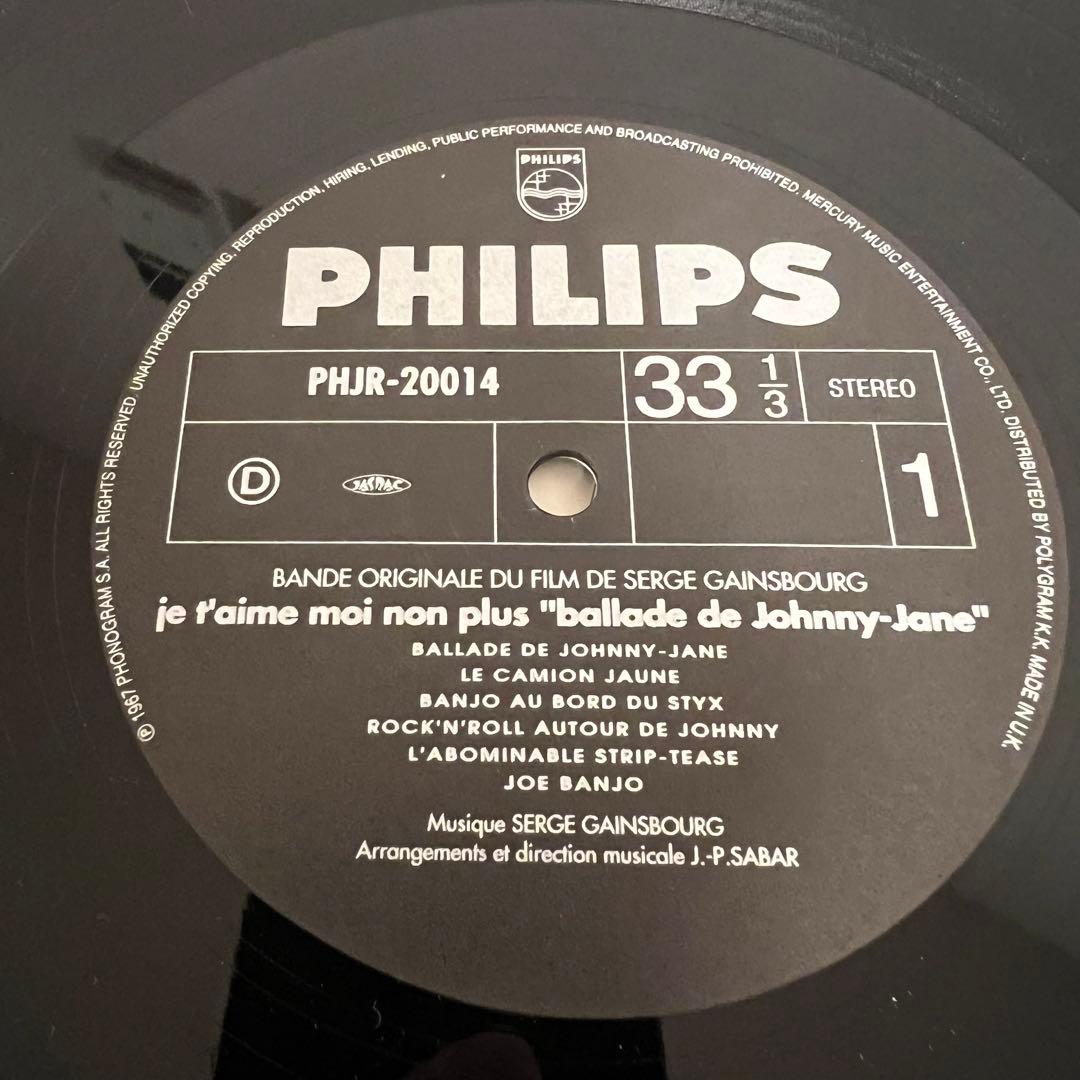 ℗ 1967 PHONOGRAM S.A. ALL RIGHTS RESERVED. UNAUTHORIZED COPYING, REPRODUCTION, HIRING, LENDING, PUBLIC PERFORMANCE AND BROADCASTING PROHIBITED. MERCURY MUSIC ENTERTAINMENT CO., LTD. DISTRIBUTED BY POLYGRAM K.K. MADE IN U.K.
PHILIPS
PHILIPS
PHJR-20014 33 1/3 STEREO
D JASRAC 1
BANDE ORIGINALE DU FILM DE SERGE GAINSBOURG
je t'aime moi non plus "ballade de Johnny-Jane"
BALLADE DE JOHNNY-JANE
LE CAMION JAUNE
BANJO AU BORD DU STYX
ROCK'N'ROLL AUTOUR DE JOHNNY
L'ABOMINABLE STRIP-TEASE
JOE BANJO
Musique SERGE GAINSBOURG
Arrangements et direction musicale J.-P.SABAR